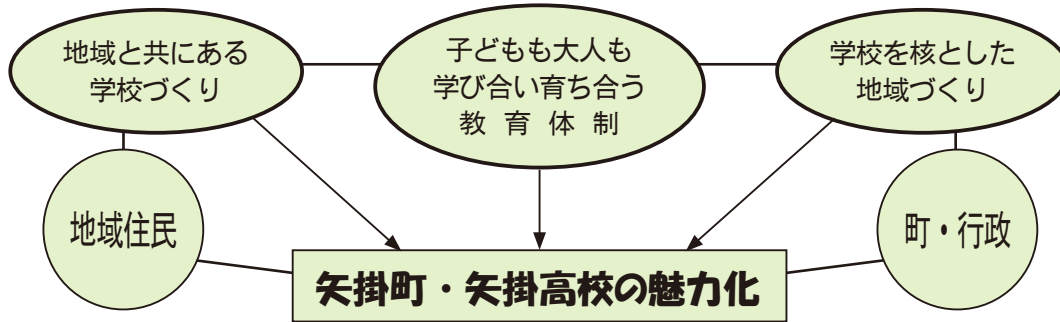 地域と共にある
学校づくり
子どもも大人も
学び合い育ち合う
教育体制
学校を核とした
地域づくり
地域住民
町・行政
矢掛町・矢掛高校の魅力化